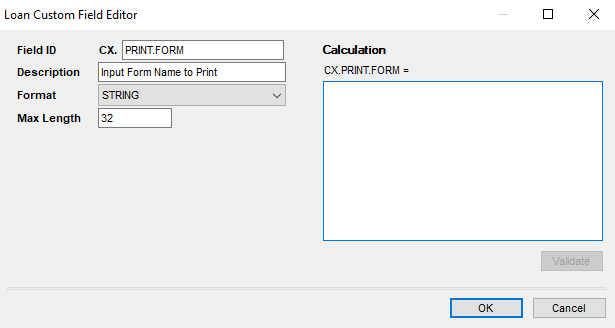 Loan Custom Field Editor
Field ID CX. PRINT.FORM
Description Input Form Name to Print
Format STRING
Max Length 32
Calculation
CX.PRINT.FORM =
Validate
OK Cancel